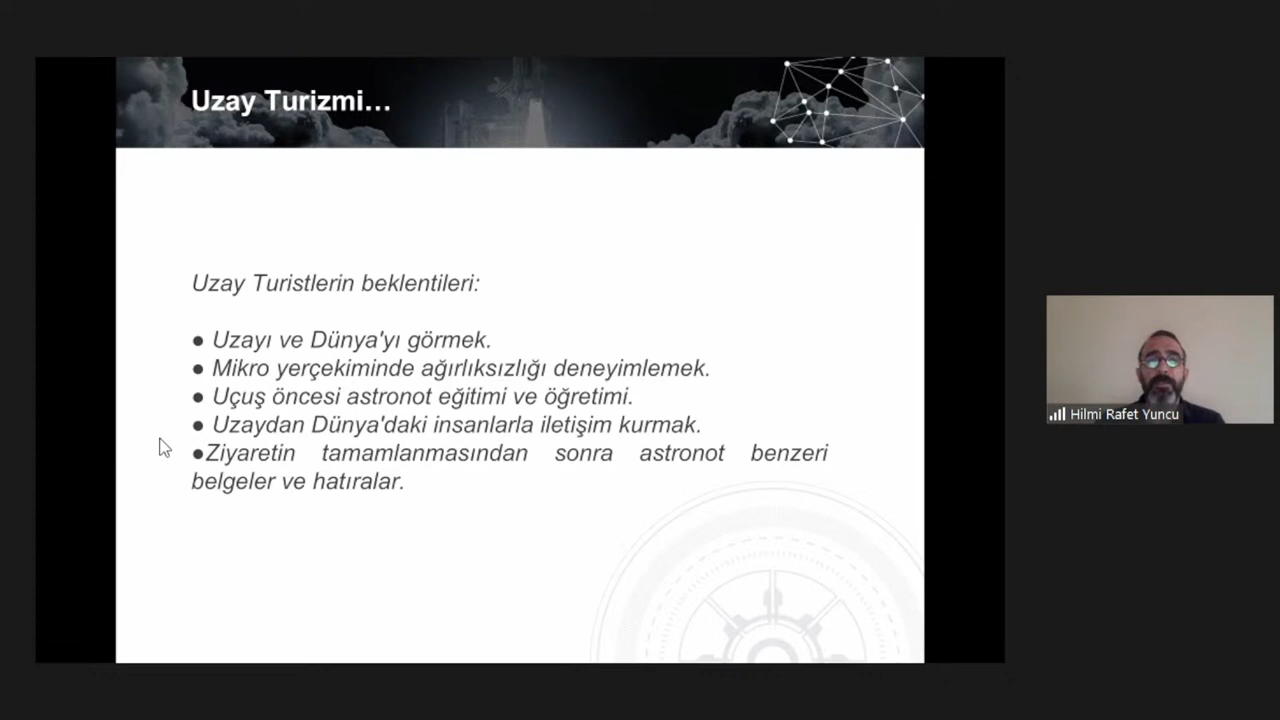 Uzay Turizmi...
Uzay Turistlerin beklentileri:
● Uzayı ve Dünya'yı görmek.
● Mikro yerçekiminde ağırlıksızlığı deneyimlemek.
● Uçuş öncesi astronot eğitimi ve öğretimi.
● Uzaydan Dünya'daki insanlarla iletişim kurmak.
●Ziyaretin tamamlanmasından sonra astronot benzeri
belgeler ve hatıralar.
Hilmi Rafet Yuncu